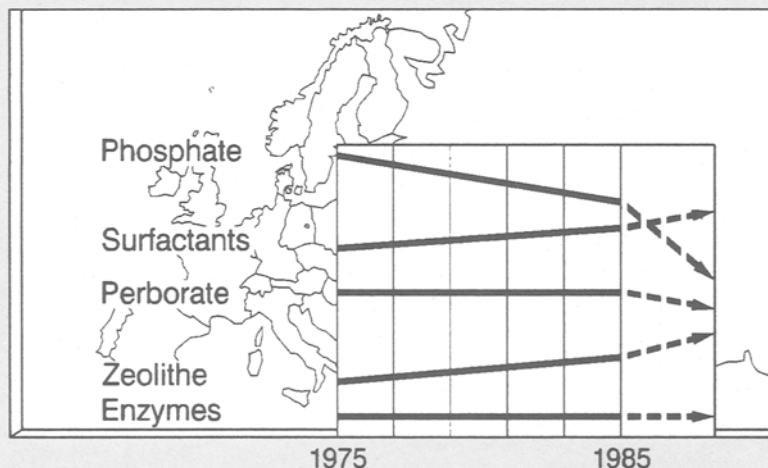 Phosphate
Surfactants
Perborate
Zeolithe
Enzymes
1975 1985